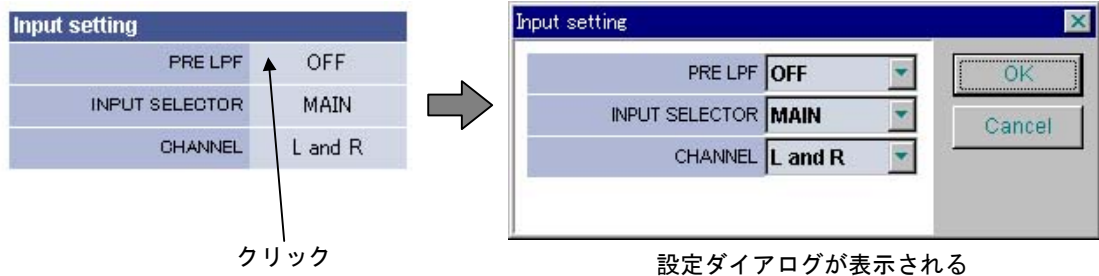 Input setting
PRE LPF OFF
INPUT SELECTOR MAIN
CHANNEL L and R
クリック
Input setting
PRE LPF OFF
INPUT SELECTOR MAIN
CHANNEL L and R
OK
Cancel
設定ダイアログが表示される